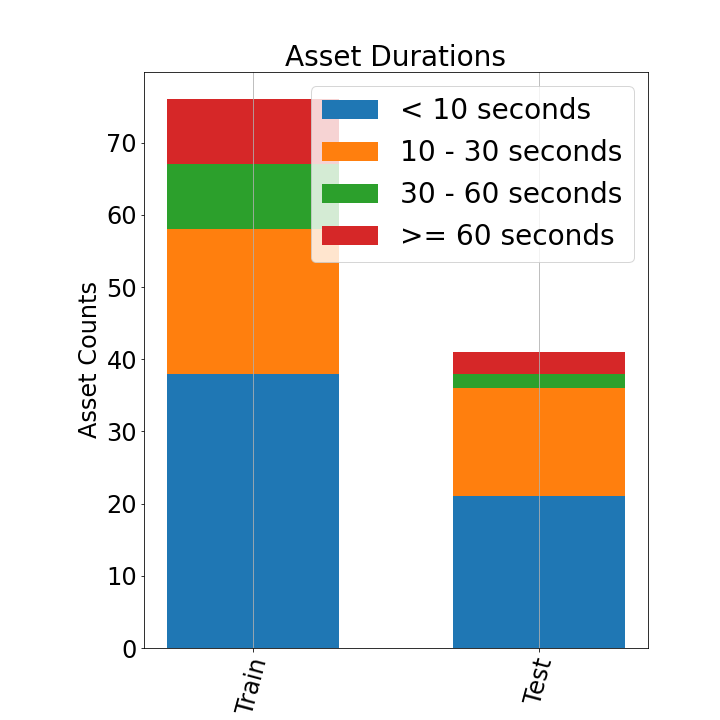 Asset Durations
< 10 seconds
10 - 30 seconds
30 - 60 seconds
>= 60 seconds
Asset Counts
70
60
50
40
30
20
10
0
Train
Test